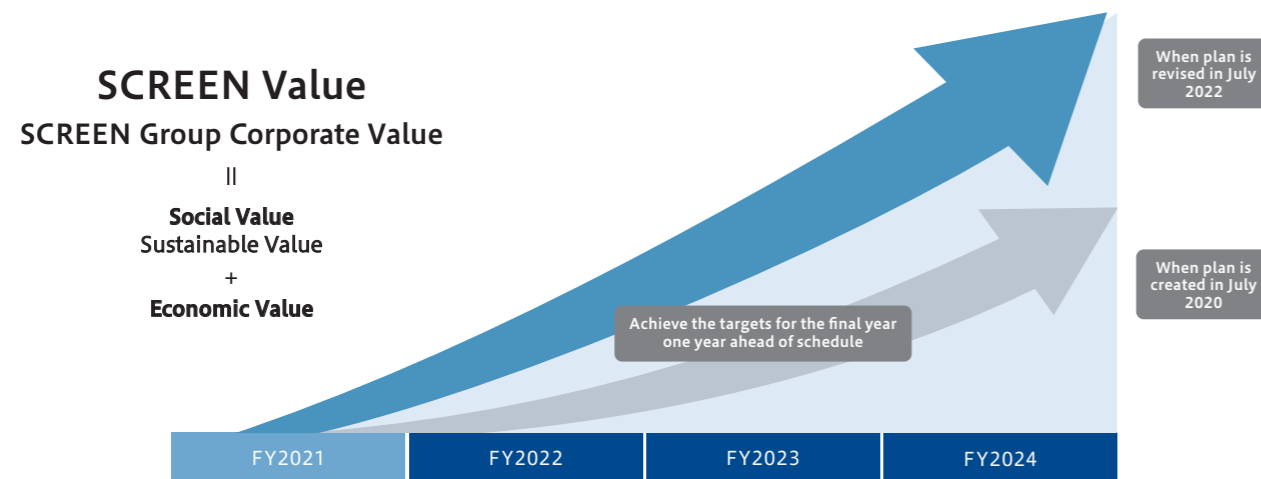 SCREEN Value
SCREEN Group Corporate Value
=
Social Value
Sustainable Value
+
Economic Value
When plan is
revised in July
2022
When plan is
created in July
2020
Achieve the targets for the final year
one year ahead of schedule
FY2021
FY2022
FY2023
FY2024